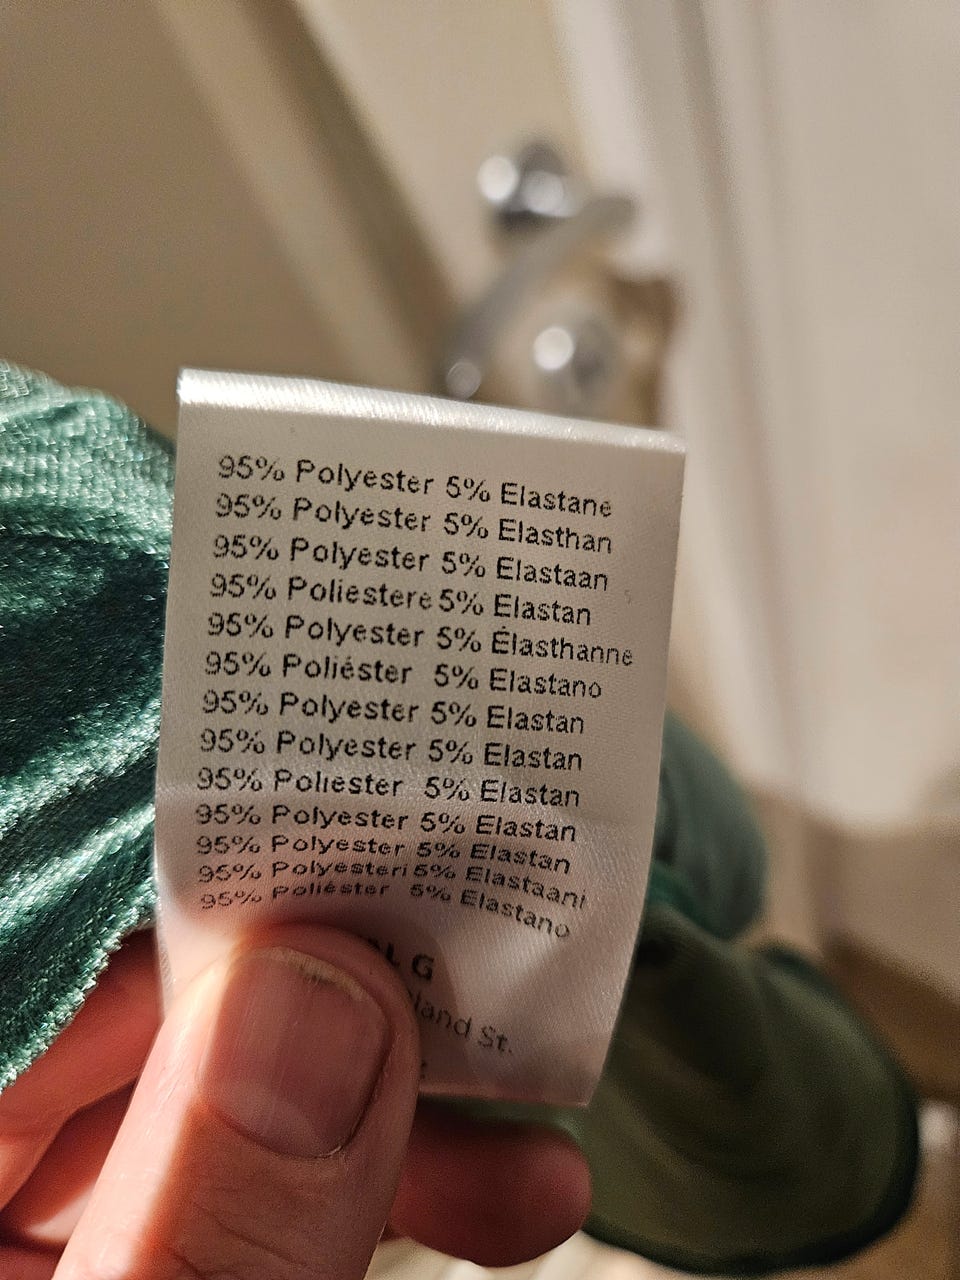 95% Polyester 5% Elastane
95% Polyester 5% Elasthan
95% Polyester 5% Elastaan
95% Poliestere 5% Elastan
95% Polyester 5% Élasthanne
95% Poliéster 5% Elastano
95% Polyester 5% Elastan
95% Polyester 5% Elastan
95% Poliester 5% Elastan
95% Polyester 5% Elastan
95% Polyester 5% Elastan
95% Polyesteri 5% Elastaani
95% Poliéster 5% Elastano
G
St.